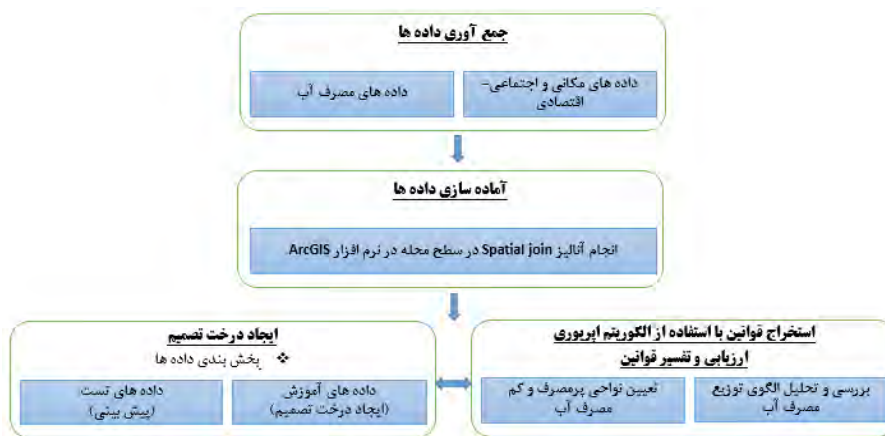 جمع آوری داده ها
داده های مکانی و اجتماعی-
اقتصادی
داده های مصرف آب
آماده سازی داده ها
انجام آنالیز Spatial join در سطح محله در نرم افزار ArcGIS.
استخراج قوانین با استفاده از الگوریتم اپریوری
ارزیابی و تفسیر قوانین
بررسی و تحلیل الگوی توزیع
مصرف آب
تعیین نواحی پرمصرف و کم
مصرف آب
ایجاد درخت تصمیم
❖ بخش بندی داده ها
داده های آموزش
(ایجاد درخت تصمیم)
داده های تست
(پیش بینی)